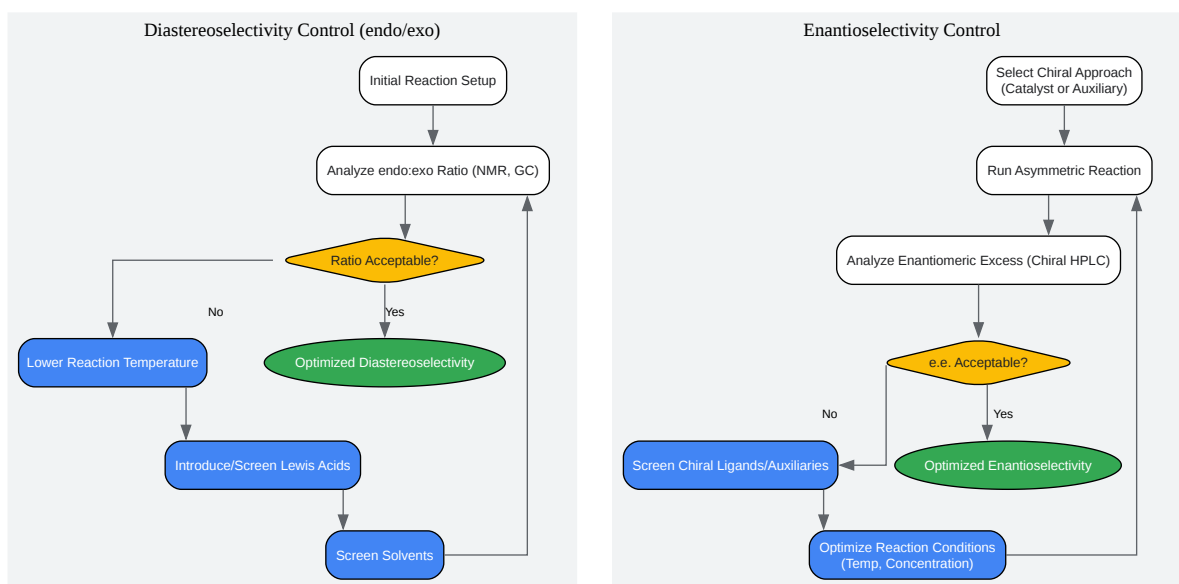 Diastereoselectivity Control (endo/exo)
Initial Reaction Setup
Analyze endo:exo Ratio (NMR, GC)
Ratio Acceptable?
No
Yes
Lower Reaction Temperature
Optimized Diastereoselectivity
Introduce/Screen Lewis Acids
Screen Solvents
Enantioselectivity Control
Select Chiral Approach
(Catalyst or Auxiliary)
Run Asymmetric Reaction
Analyze Enantiomeric Excess (Chiral HPLC)
e.e. Acceptable?
No
Yes
Screen Chiral Ligands/Auxiliaries
Optimized Enantioselectivity
Optimize Reaction Conditions
(Temp, Concentration)